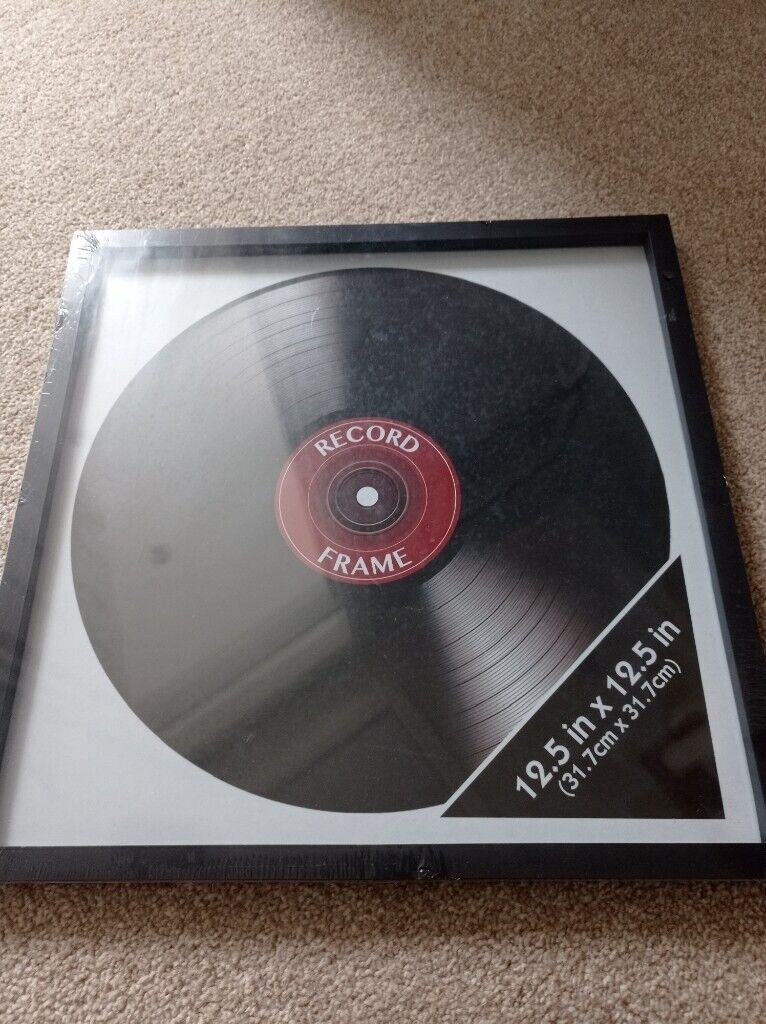 RECORD
FRAME
12.5 in x 12.5 in
(31.7cm x 31.7cm)